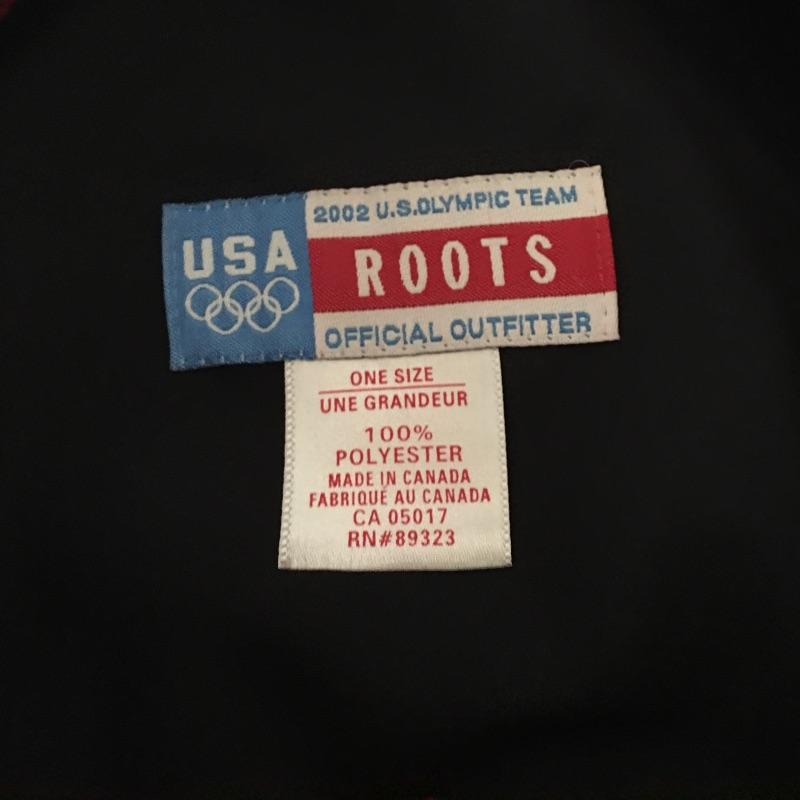 USA
2002 U.S. OLYMPIC TEAM
ROOTS
OFFICIAL OUTFITTER
ONE SIZE
UNE GRANDEUR
100%
POLYESTER
MADE IN CANADA
FABRIQUÉ AU CANADA
CA 05017
RN#89323